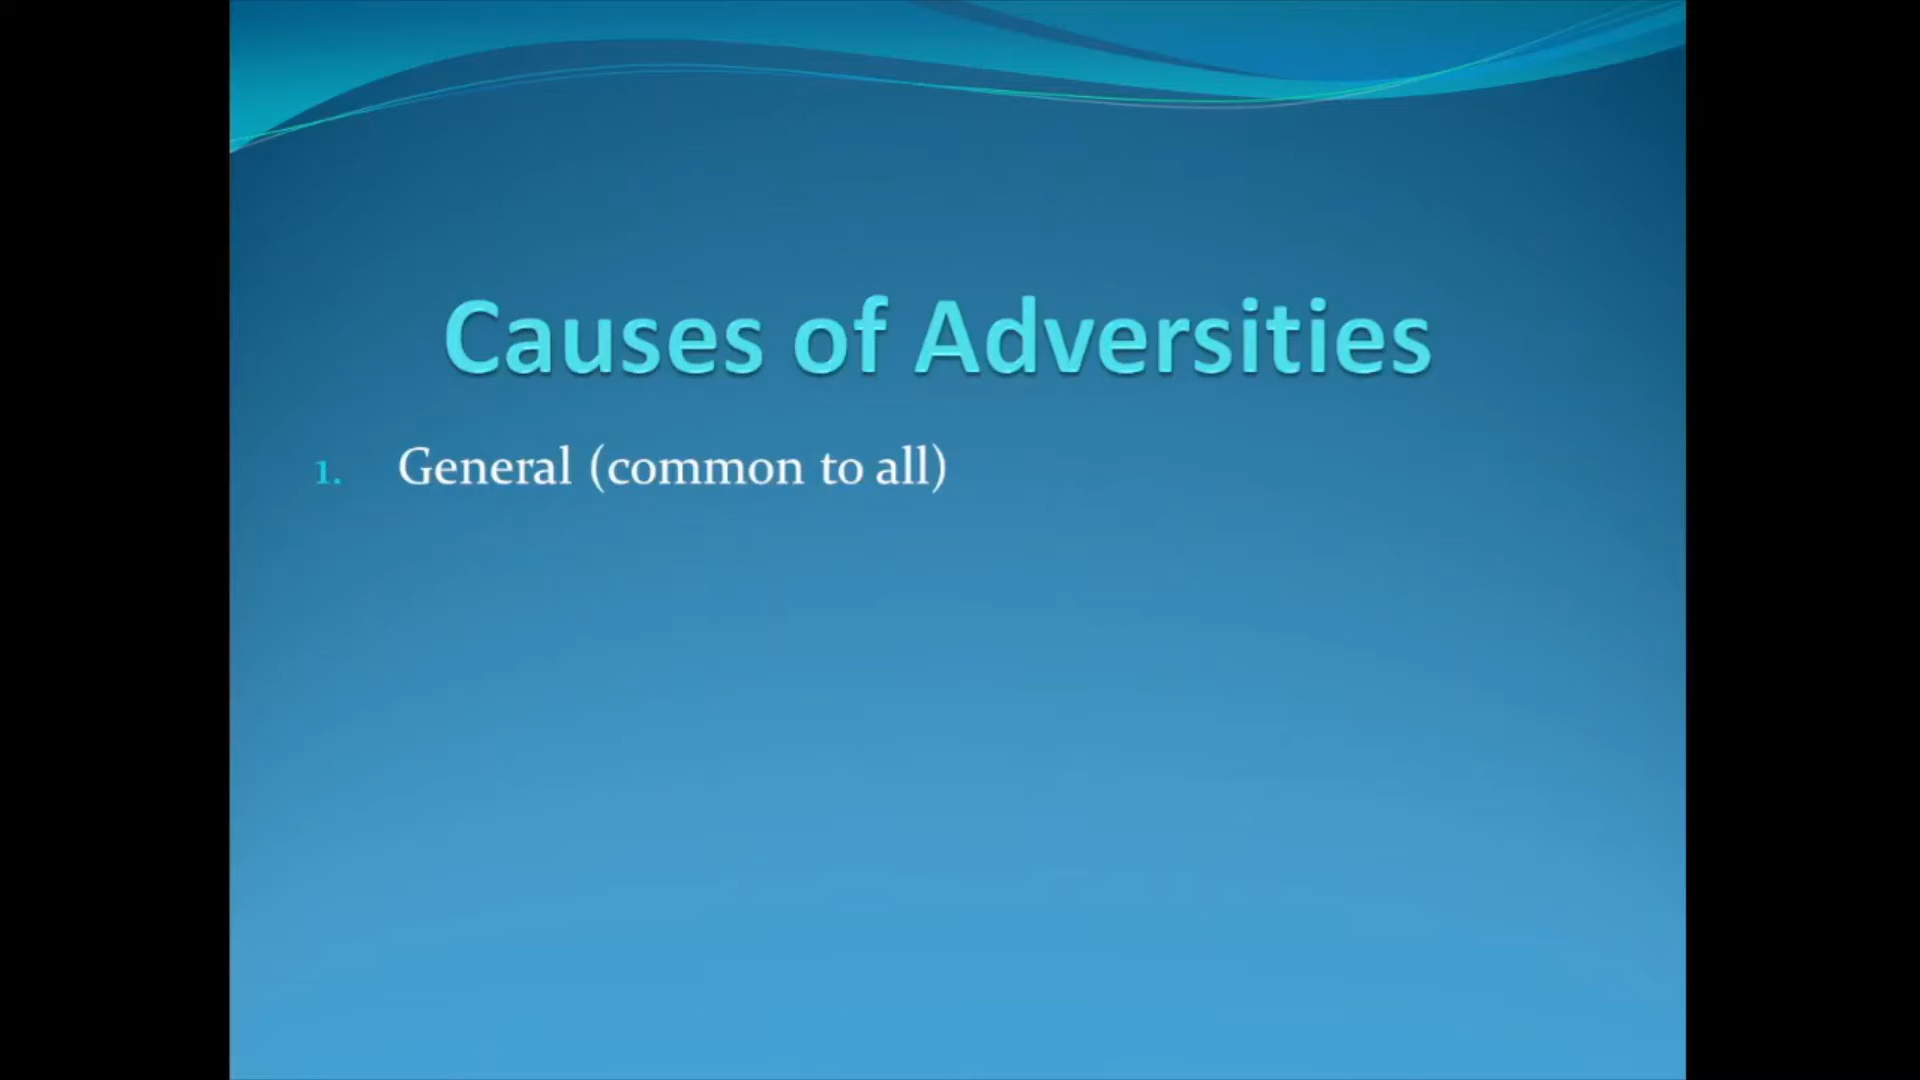 Causes of Adversities
1. General (common to all)